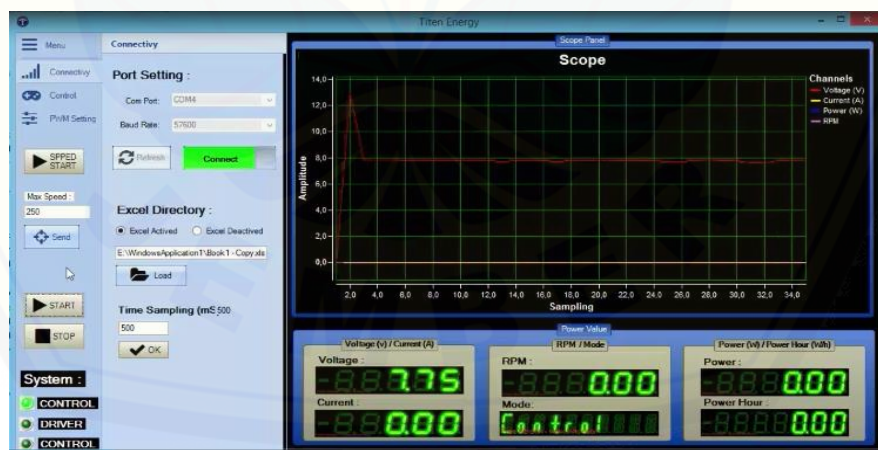 Titen Energy
Menu
Connectivy
Control
PWM Setting
SPPED START
Max Speed :
250
Send
START
STOP
System :
CONTROL
DRIVER
CONTROL
Connectivy
Port Setting :
Com Port: COM4
Baud Rate: 57600
Refresh Connect
Excel Directory :
Excel Actived Excel Deactived
E:\WindowsApplication1\Book1 - Copy.xls
Load
Time Sampling (mS 500
500
OK
Scope Panel
Scope
14,0
12,0
10,0
8,0
6,0
4,0
2,0
0,0
Amplitude
2,0 4,0 6,0 8,0 10,0 12,0 14,0 16,0 18,0 20,0 22,0 24,0 26,0 28,0 30,0 32,0 34,0
Sampling
Channels
Voltage (V)
Current (A)
Power (W)
RPM
Power Value
Voltage (v) / Current (A)
Voltage :
7.75
Current :
0.00
RPM / Mode
RPM :
0.00
Mode:
Control
Power (W) / Power Hour (W/h)
Power :
0.00
Power Hour :
0.00